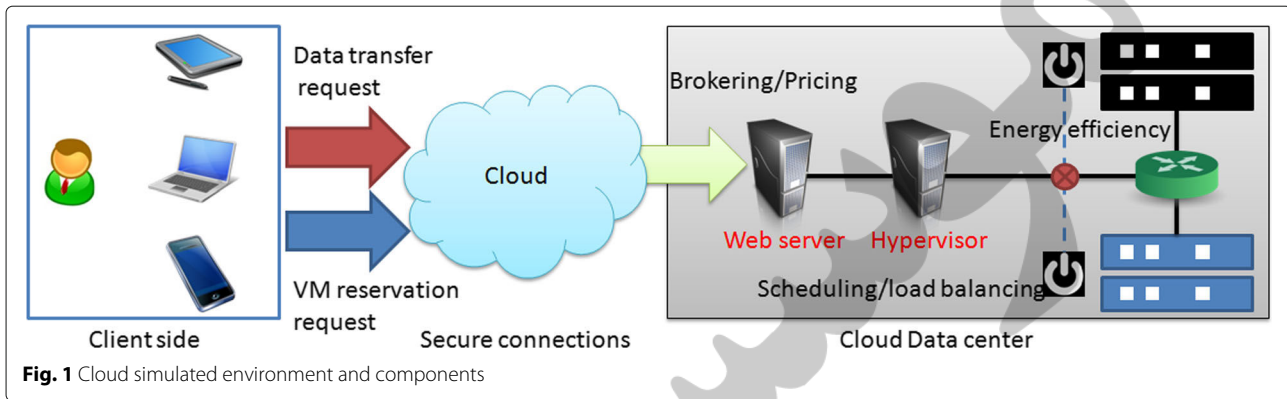 Data transfer
request
Brokering/Pricing
Energy efficiency
Cloud
Web server
Hypervisor
VM reservation
request
Scheduling/load balancing
Client side
Secure connections
Cloud Data center
Fig. 1 Cloud simulated environment and components